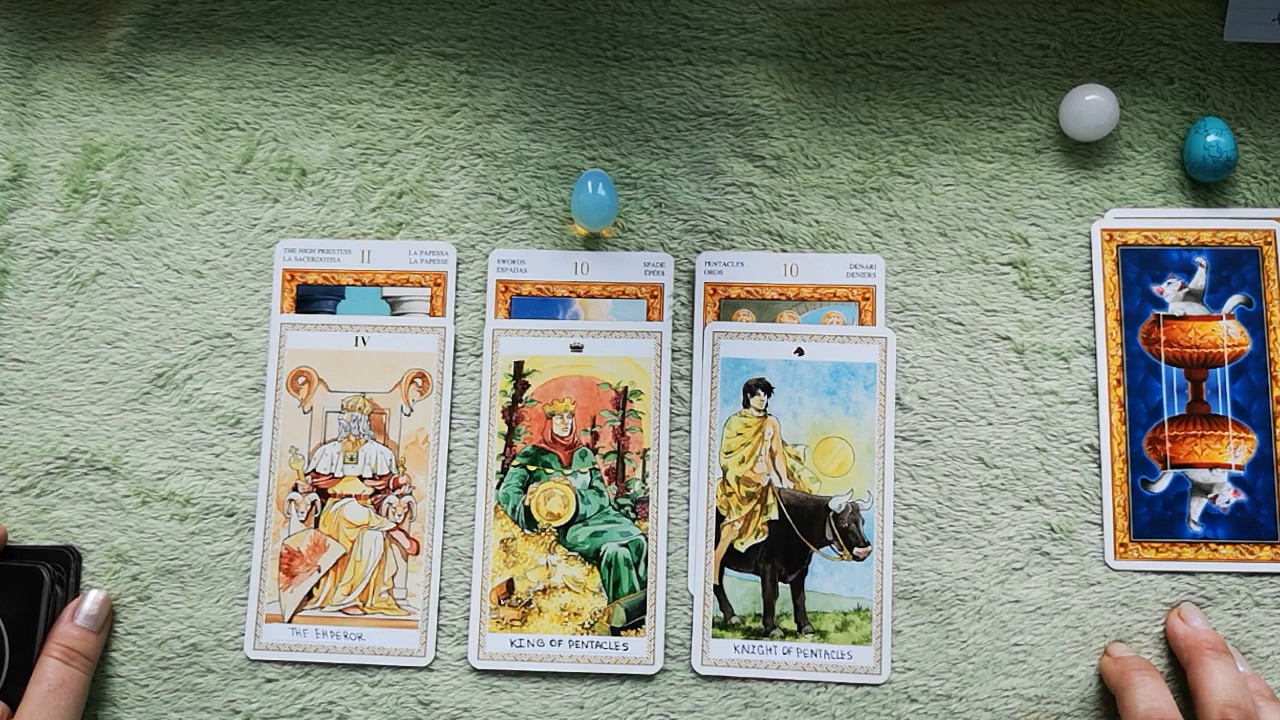 THE HIGH PRIESTESS II LA PAPESSA
LA SACERDOTISA LA PAPESSE
SWORDS 10 SPADE
ESPADAS ÉPÉES
PENTACLES 10 DENARI
OROS DENIERS
IV
THE EMPEROR
KING OF PENTACLES
KNIGHT OF PENTACLES